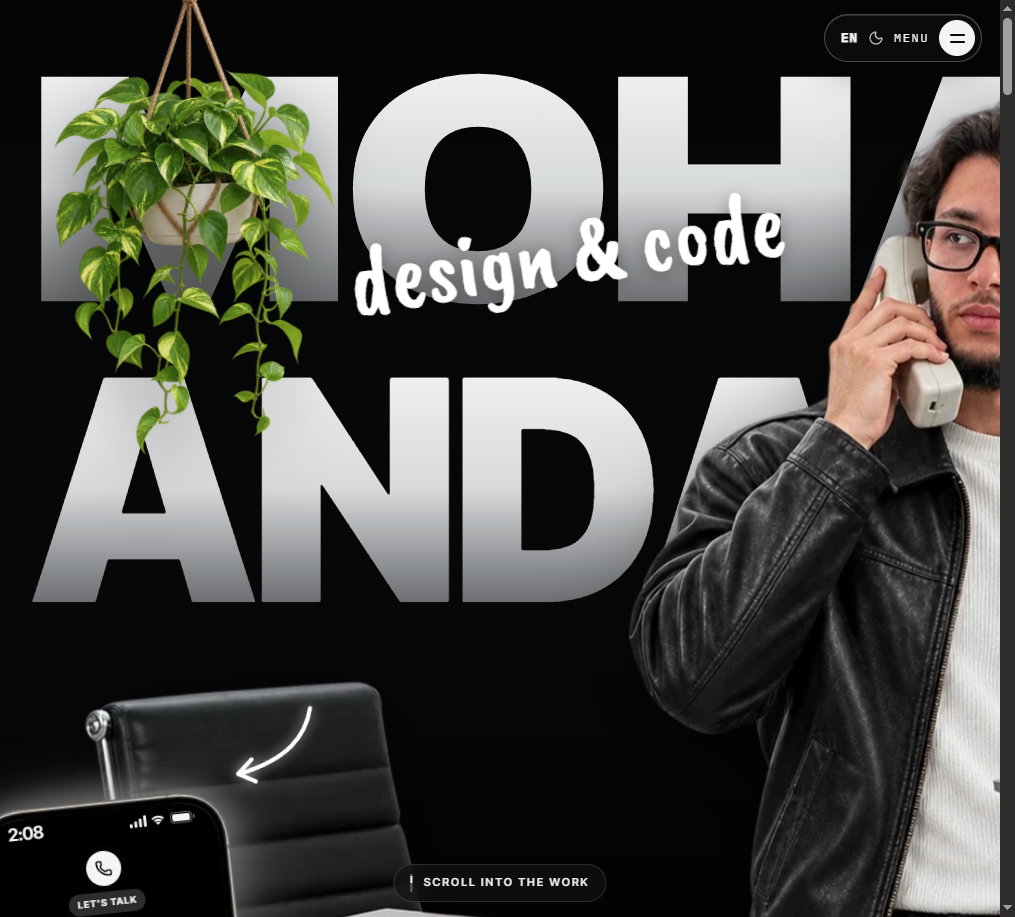 EN MENU
MOHA
design & code
ANDA
2:08
LET'S TALK
SCROLL INTO THE WORK